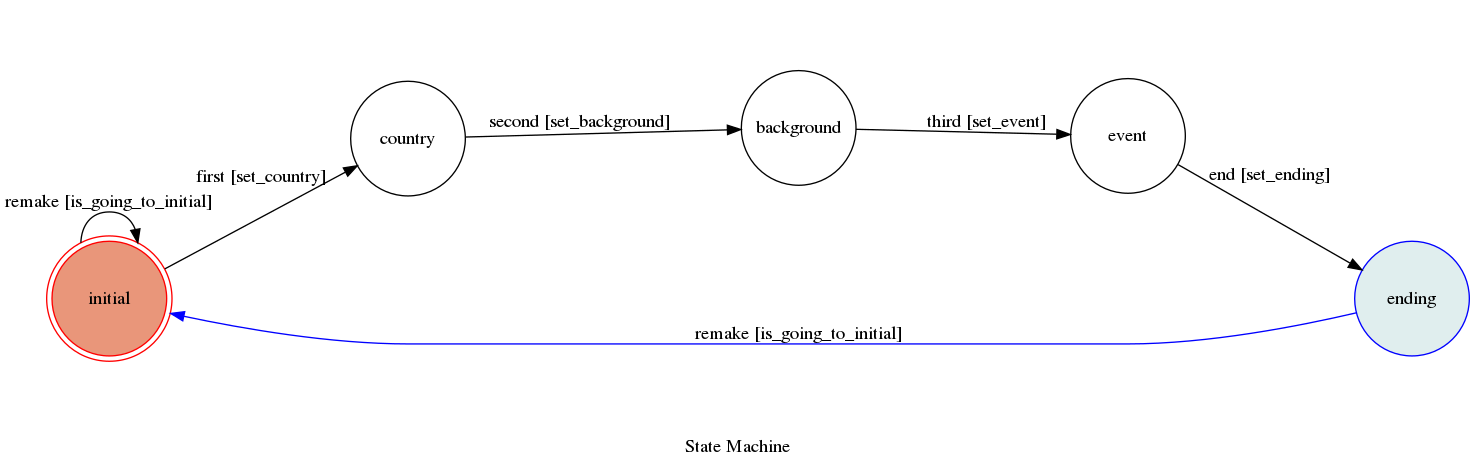 country
background
event
second [set_background]
third [set_event]
first [set_country]
end [set_ending]
remake [is_going_to_initial]
initial
ending
remake [is_going_to_initial]
State Machine